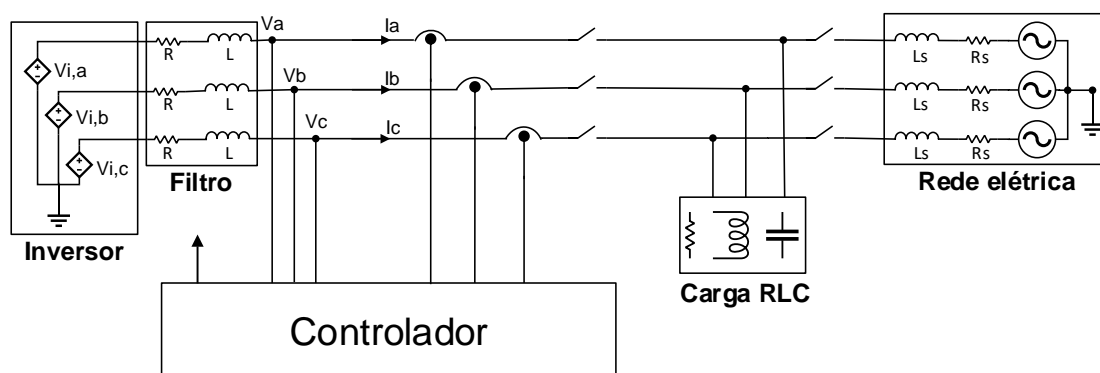 Va
Ia
R
L
Ls
Rs
Vi,a
Vb
Ib
R
L
Ls
Rs
Vi,b
Vc
Ic
R
L
Ls
Rs
Vi,c
Filtro
Rede elétrica
Inversor
Carga RLC
Controlador